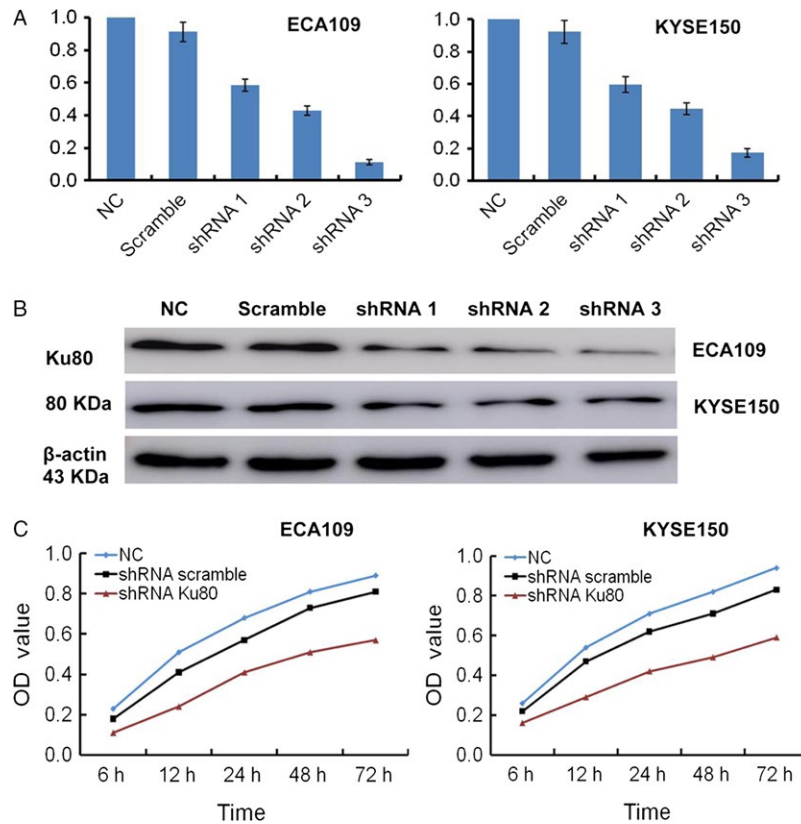 A
ECA109
1.0
0.8
0.6
0.4
0.2
0.0
NC
Scramble
shRNA 1
shRNA 2
shRNA 3
KYSE150
1.0
0.8
0.6
0.4
0.2
0.0
NC
Scramble
shRNA 1
shRNA 2
shRNA 3
B
NC Scramble shRNA 1 shRNA 2 shRNA 3
Ku80
ECA109
80 KDa
KYSE150
β-actin
43 KDa
C
ECA109
NC
shRNA scramble
shRNA Ku80
OD value
1.0
0.8
0.6
0.4
0.2
0.0
6 h 12 h 24 h 48 h 72 h
Time
KYSE150
NC
shRNA scramble
shRNA Ku80
OD value
1.0
0.8
0.6
0.4
0.2
0.0
6 h 12 h 24 h 48 h 72 h
Time